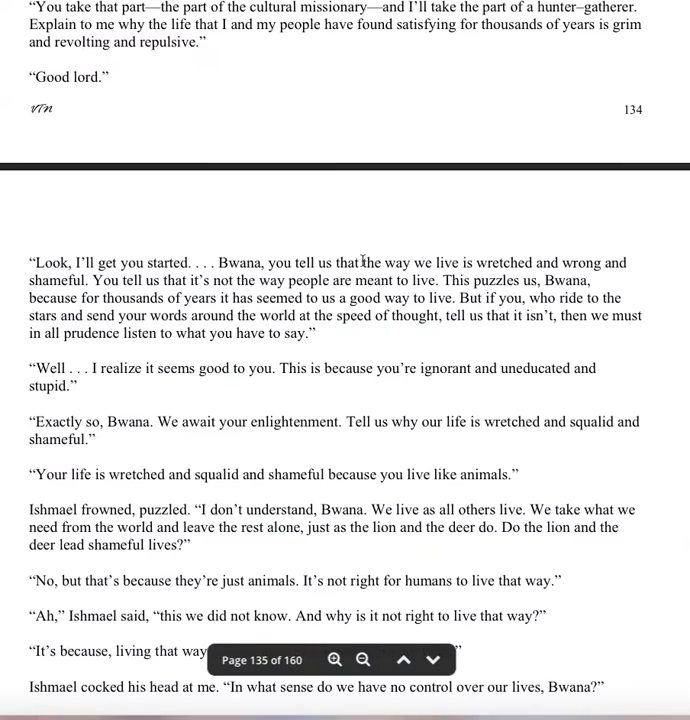 “You take that part—the part of the cultural missionary—and I’ll take the part of a hunter–gatherer.
Explain to me why the life that I and my people have found satisfying for thousands of years is grim
and revolting and repulsive.”
“Good lord.”
VTN
134
“Look, I’ll get you started. . . . Bwana, you tell us that the way we live is wretched and wrong and
shameful. You tell us that it’s not the way people are meant to live. This puzzles us, Bwana,
because for thousands of years it has seemed to us a good way to live. But if you, who ride to the
stars and send your words around the world at the speed of thought, tell us that it isn’t, then we must
in all prudence listen to what you have to say.”
“Well . . . I realize it seems good to you. This is because you’re ignorant and uneducated and
stupid.”
“Exactly so, Bwana. We await your enlightenment. Tell us why our life is wretched and squalid and
shameful.”
“Your life is wretched and squalid and shameful because you live like animals.”
Ishmael frowned, puzzled. “I don’t understand, Bwana. We live as all others live. We take what we
need from the world and leave the rest alone, just as the lion and the deer do. Do the lion and the
deer lead shameful lives?”
“No, but that’s because they’re just animals. It’s not right for humans to live that way.”
“Ah,” Ishmael said, “this we did not know. And why is it not right to live that way?”
“It’s because, living that way ”
Page 135 of 160
Ishmael cocked his head at me. “In what sense do we have no control over our lives, Bwana?”